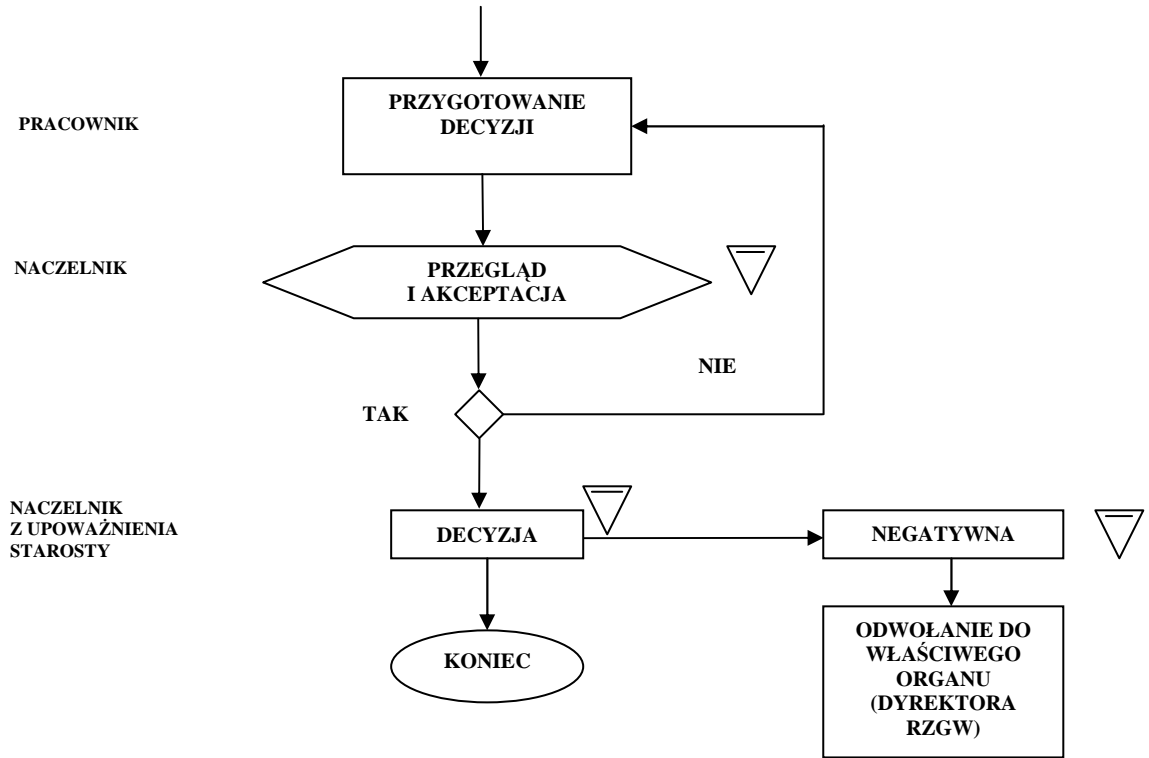 PRACOWNIK
PRZYGOTOWANIE
DECYZJI
NACZELNIK
PRZEGLĄD
I AKCEPTACJA
NIE
TAK
NACZELNIK
Z UPOWAŻNIENIA
STAROSTY
DECYZJA
NEGATYWNA
KONIEC
ODWOŁANIE DO
WŁAŚCIWEGO
ORGANU
(DYREKTORA
RZGW)